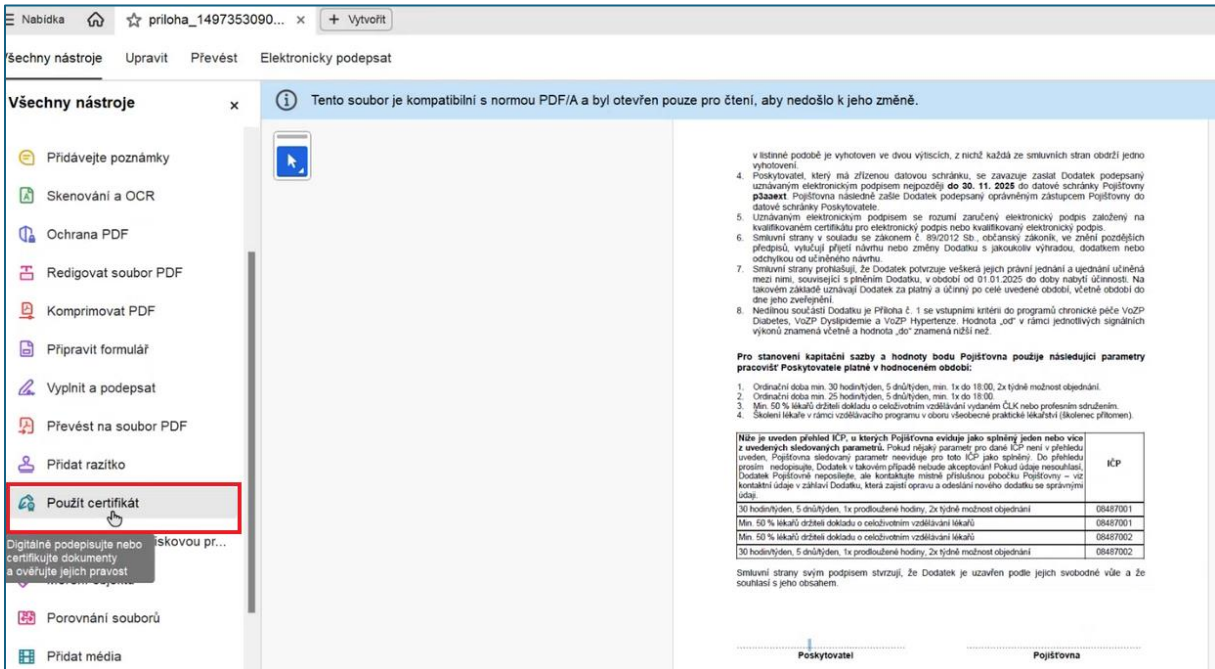 Nabídka priloha_1497353090... × + Vytvořit
Všechny nástroje Upravit Převést Elektronicky podepsat
Všechny nástroje ×
Tento soubor je kompatibilní s normou PDF/A a byl otevřen pouze pro čtení, aby nedošlo k jeho změně.
Přidávejte poznámky
Skenování a OCR
Ochrana PDF
Redigovat soubor PDF
Komprimovat PDF
Připravit formulář
Vyplnit a podepsat
Převést na soubor PDF
Přidat razítko
Použít certifikát
Digitálně podepisujte nebo
certifikujte dokumenty
a ověřujte jejich pravost
iskovou pr...
Porovnání souborů
Přidat média
v listinné podobě je vyhotoven ve dvou výtiscích, z nichž každá ze smluvních stran obdrží jedno
vyhotovení.
4. Poskytovatel, který má zřízenou datovou schránku, se zavazuje zaslat Dodatek podepsaný
uznávaným elektronickým podpisem nejpozději do 30. 11. 2025 do datové schránky Pojišťovny
p3aaext. Pojišťovna následně zašle Dodatek podepsaný oprávněným zástupcem Pojišťovny do
datové schránky Poskytovatele.
5. Uznávaným elektronickým podpisem se rozumí zaručený elektronický podpis založený na
kvalifikovaném certifikátu pro elektronický podpis nebo kvalifikovaný elektronický podpis.
6. Smluvní strany v souladu se zákonem č. 89/2012 Sb., občanský zákoník, ve znění pozdějších
předpisů, vylučují přijetí návrhu nebo změny Dodatku s jakoukoliv výhradou, dodatkem nebo
odchylkou od učiněného návrhu.
7. Smluvní strany prohlašují, že Dodatek potvrzuje veškerá jejich právní jednání a ujednání učiněná
mezi nimi, související s plněním Dodatku, v období od 01.01.2025 do doby nabytí účinnosti. Na
takovém základě uznávají Dodatek za platný a účinný po celé uvedené období, včetně období do
dne jeho zveřejnění.
8. Nedílnou součástí Dodatku je Příloha č. 1 se vstupními kritérii do programů chronické péče VoZP
Diabetes, VoZP Dyslipidemie a VoZP Hypertenze. Hodnota „od" v rámci jednotlivých signálních
výkonů znamená včetně a hodnota „do" znamená nižší než.
Pro stanovení kapitační sazby a hodnoty bodu Pojišťovna použije následující parametry
pracovišť Poskytovatele platné v hodnoceném období:
1. Ordinační doba min. 30 hodin/týden, 5 dnů/týden, min. 1x do 18:00, 2x týdně možnost objednání.
2. Ordinační doba min. 25 hodin/týden, 5 dnů/týden, min. 1x do 18:00.
3. Min. 50 % lékařů držiteli dokladu o celoživotním vzdělávání vydaném ČLK nebo profesním sdružením.
4. Školení lékaře v rámci vzdělávacího programu v oboru všeobecné praktické lékařství (školenec přítomen).
Níže je uveden přehled IČP, u kterých Pojišťovna eviduje jako splněný jeden nebo více
z uvedených sledovaných parametrů. Pokud nějaký parametr pro dané IČP není v přehledu
uveden, Pojišťovna sledovaný parametr neeviduje pro toto IČP jako splněný. Do přehledu
prosím nedopisujte, Dodatek v takovém případě nebude akceptován! Pokud údaje nesouhlasí,
Dodatek Pojišťovně neposílejte, ale kontaktujte místně příslušnou pobočku Pojišťovny – viz
kontaktní údaje v záhlaví Dodatku, která zajistí opravu a odeslání nového dodatku se správnými
údaji.
IČP
30 hodin/týden, 5 dnů/týden, 1x prodloužené hodiny, 2x týdně možnost objednání 08487001
Min. 50 % lékařů držiteli dokladu o celoživotním vzdělávání lékařů 08487001
Min. 50 % lékařů držiteli dokladu o celoživotním vzdělávání lékařů 08487002
30 hodin/týden, 5 dnů/týden, 1x prodloužené hodiny, 2x týdně možnost objednání 08487002
Smluvní strany svým podpisem stvrzují, že Dodatek je uzavřen podle jejich svobodné vůle a že
souhlasí s jeho obsahem.
Poskytovatel Pojišťovna